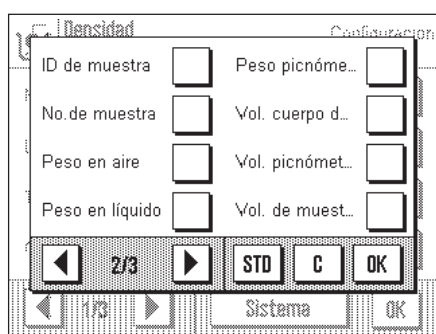 Densidad
Configuracion
ID de muestra
Peso picnóme...
No.de muestra
Vol. cuerpo d...
Peso en aire
Vol. picnómet...
Peso en líquido
Vol. de muest...
2/3
STD
C
OK
1/3
Sistema
OK